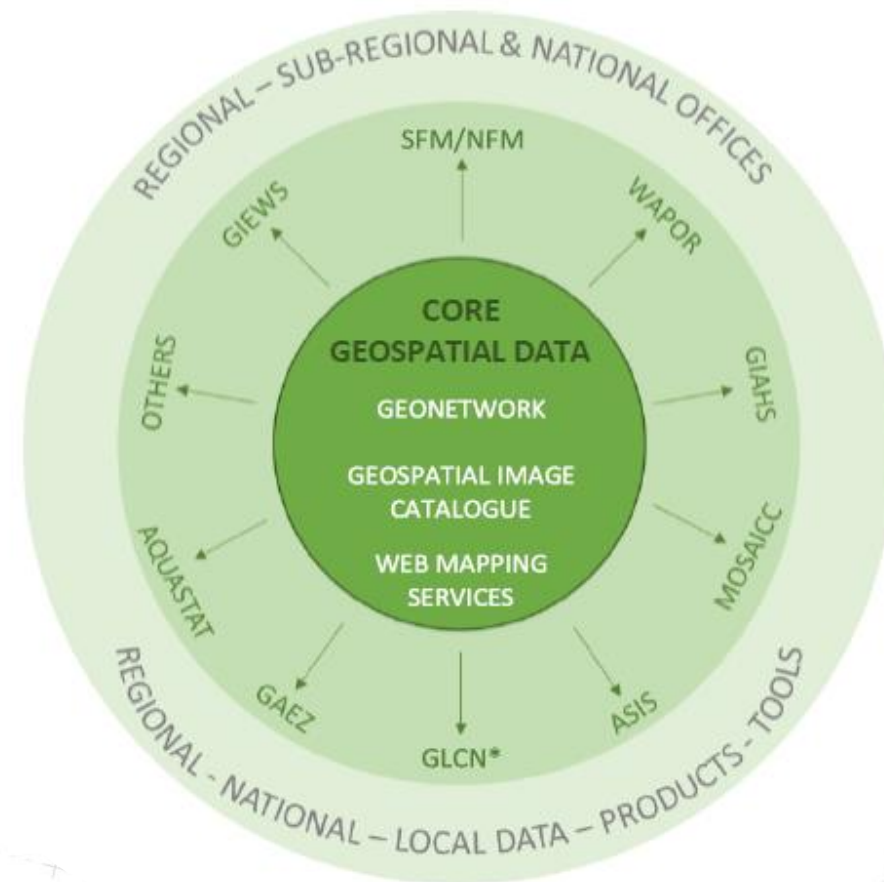 REGIONAL – SUB-REGIONAL & NATIONAL OFFICES
SFM/NFM
GIEWS
WAPOR
OTHERS
GIAHS
CORE
GEOSPATIAL DATA
GEONETWORK
GEOSPATIAL IMAGE
CATALOGUE
WEB MAPPING
SERVICES
AQUASTAT
MOSAICC
GAEZ
GLCN*
ASIS
REGIONAL - NATIONAL – LOCAL DATA – PRODUCTS - TOOLS